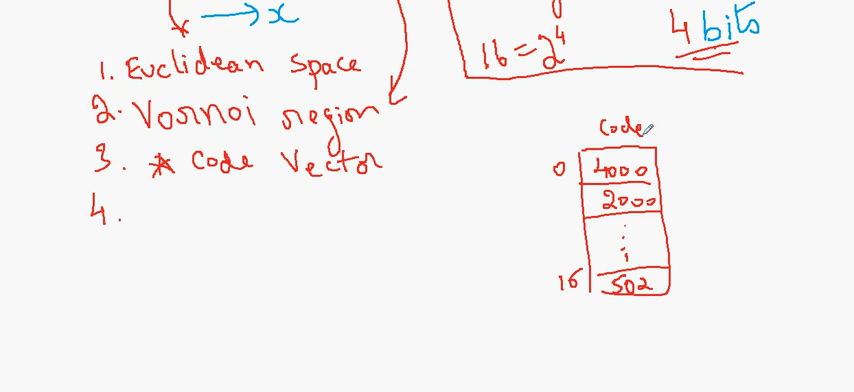 x
1. Euclidean Space
2. Vornoi region
3. * Code Vector
4.
16 = 2^4
4 bits
Code
0 4000
2000
16 502